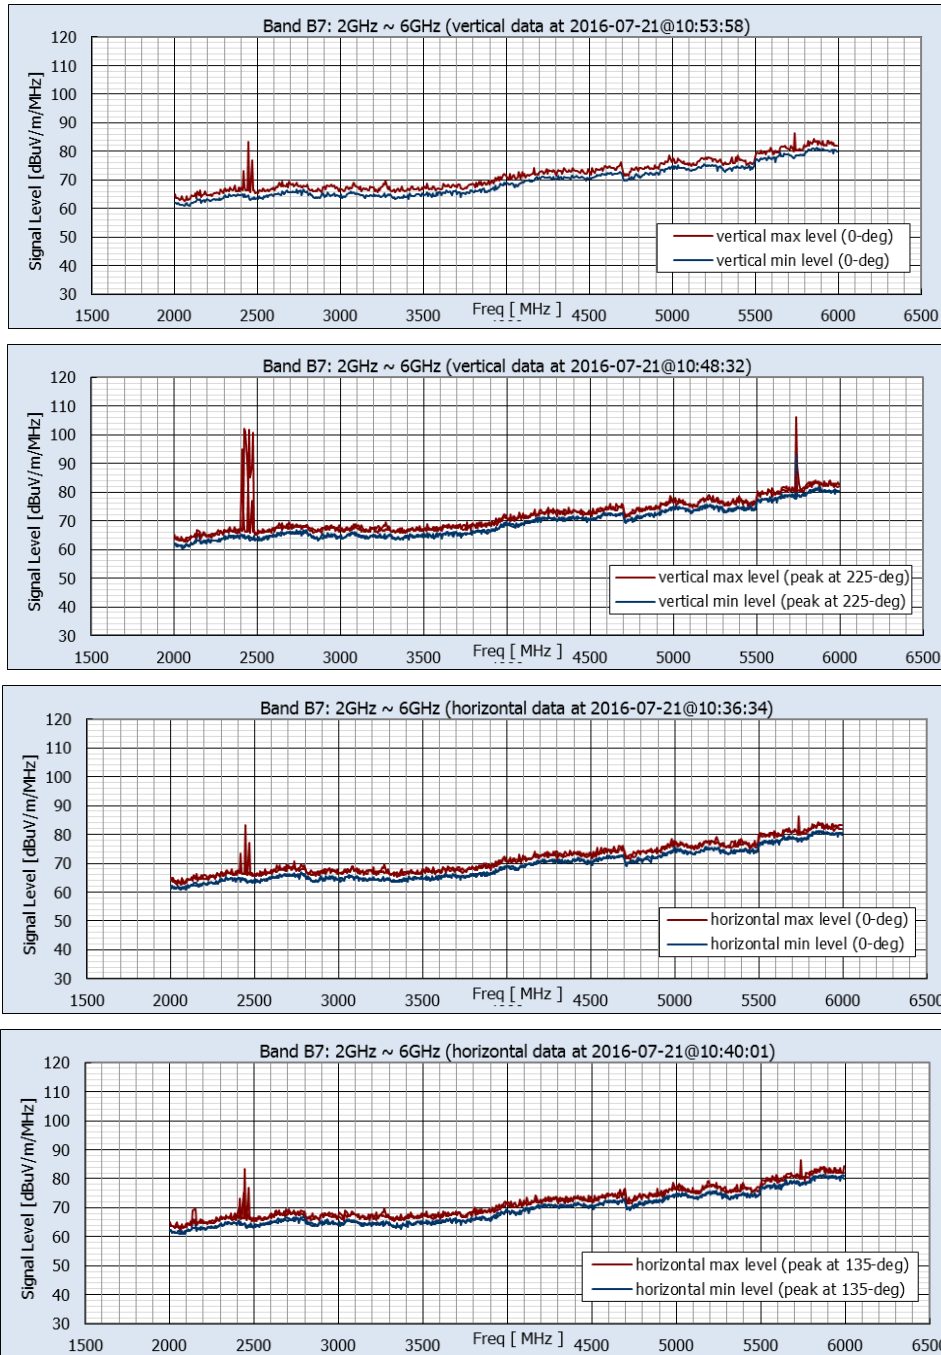 Band B7: 2GHz ~ 6GHz (vertical data at 2016-07-21@10:53:58)
120
110
100
90
80
70
60
50
40
30
Signal Level [dBuV/m/MHz]
vertical max level (0-deg)
vertical min level (0-deg)
1500 2000 2500 3000 3500 4500 5000 5500 6000 6500
Freq [ MHz ]
Band B7: 2GHz ~ 6GHz (vertical data at 2016-07-21@10:48:32)
120
110
100
90
80
70
60
50
40
30
Signal Level [dBuV/m/MHz]
vertical max level (peak at 225-deg)
vertical min level (peak at 225-deg)
1500 2000 2500 3000 3500 4500 5000 5500 6000 6500
Freq [ MHz ]
Band B7: 2GHz ~ 6GHz (horizontal data at 2016-07-21@10:36:34)
120
110
100
90
80
70
60
50
40
30
Signal Level [dBuV/m/MHz]
horizontal max level (0-deg)
horizontal min level (0-deg)
1500 2000 2500 3000 3500 4500 5000 5500 6000 6500
Freq [ MHz ]
Band B7: 2GHz ~ 6GHz (horizontal data at 2016-07-21@10:40:01)
120
110
100
90
80
70
60
50
40
30
Signal Level [dBuV/m/MHz]
horizontal max level (peak at 135-deg)
horizontal min level (peak at 135-deg)
1500 2000 2500 3000 3500 4500 5000 5500 6000
Freq [ MHz ]